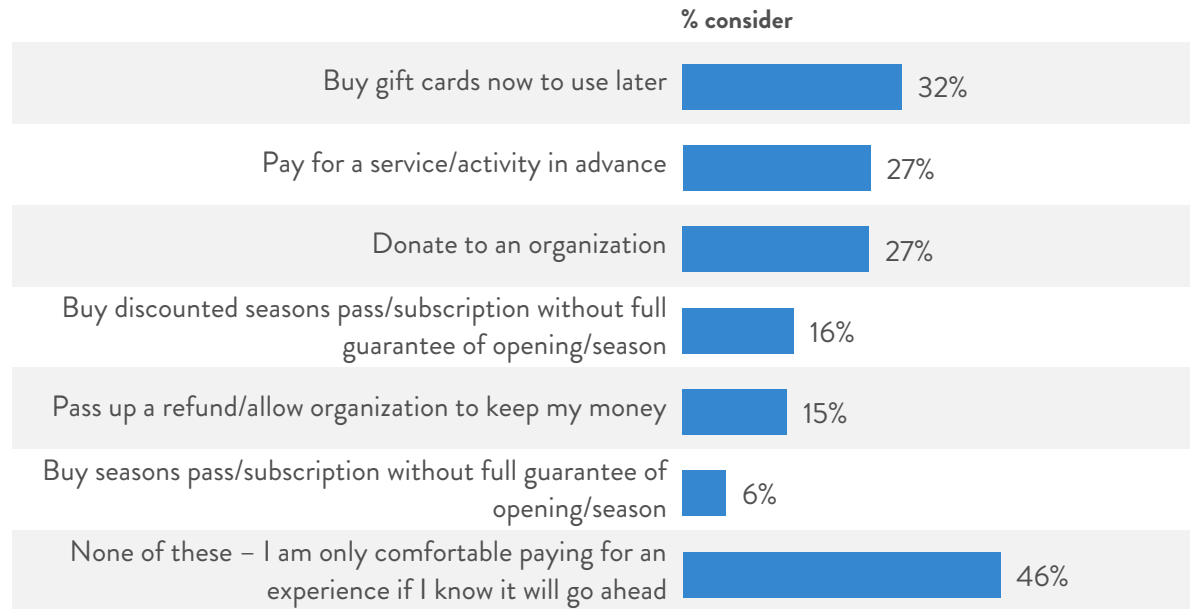 % consider
Buy gift cards now to use later 32%
Pay for a service/activity in advance 27%
Donate to an organization 27%
Buy discounted seasons pass/subscription without full
guarantee of opening/season 16%
Pass up a refund/allow organization to keep my money 15%
Buy seasons pass/subscription without full guarantee of
opening/season 6%
None of these – I am only comfortable paying for an
experience if I know it will go ahead 46%